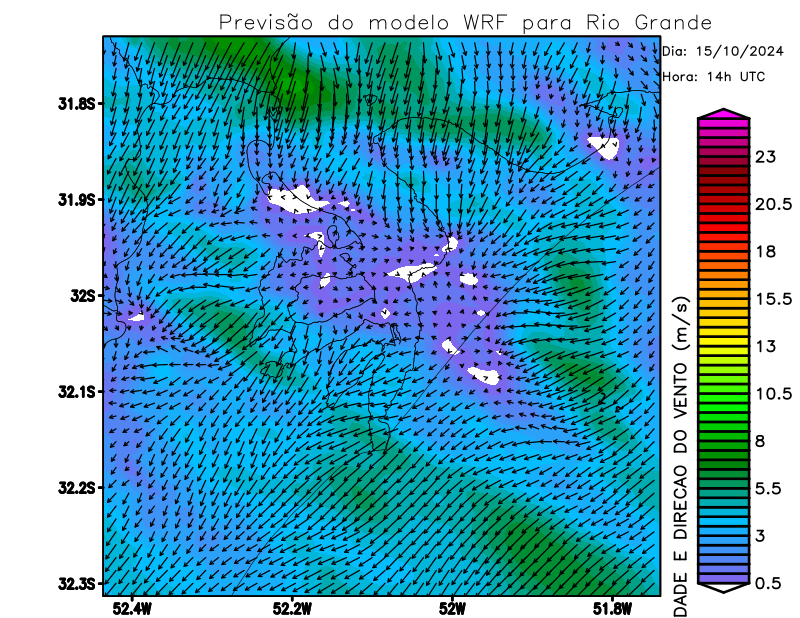 Previsão do modelo WRF para Rio Grande
Dia: 15/10/2024
Hora: 14h UTC
31.8S
31.9S
32S
32.1S
32.2S
32.3S
52.4W
52.2W
52W
51.8W
23
20.5
18
15.5
13
10.5
8
5.5
3
0.5
DADE E DIRECAO DO VENTO (m/s)